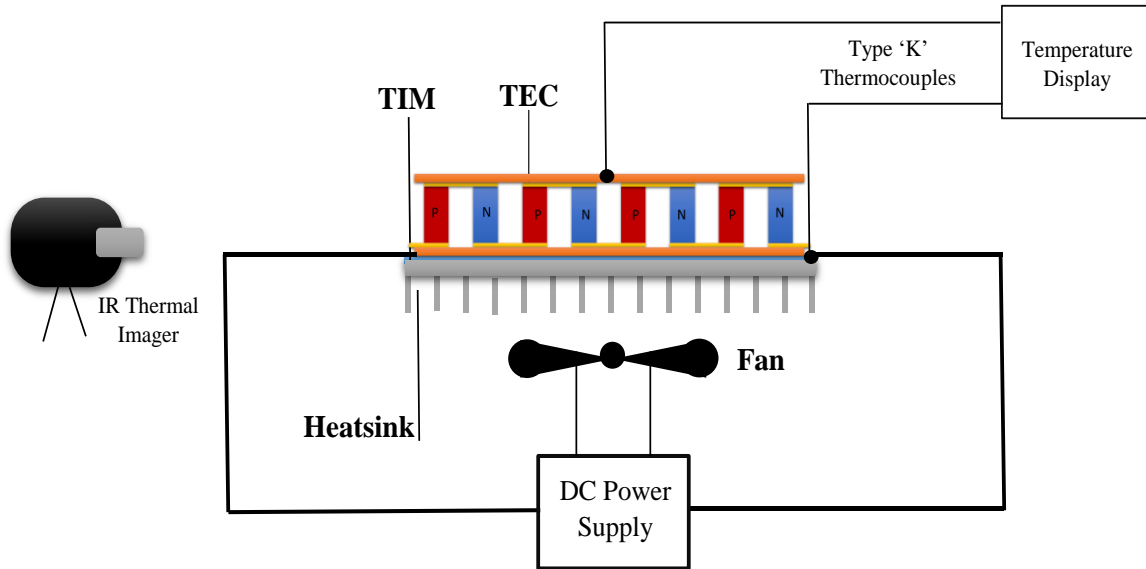 Type ‘K’
Thermocouples
Temperature
Display
TIM
TEC
P N P N P N P N
IR Thermal
Imager
Fan
Heatsink
DC Power
Supply